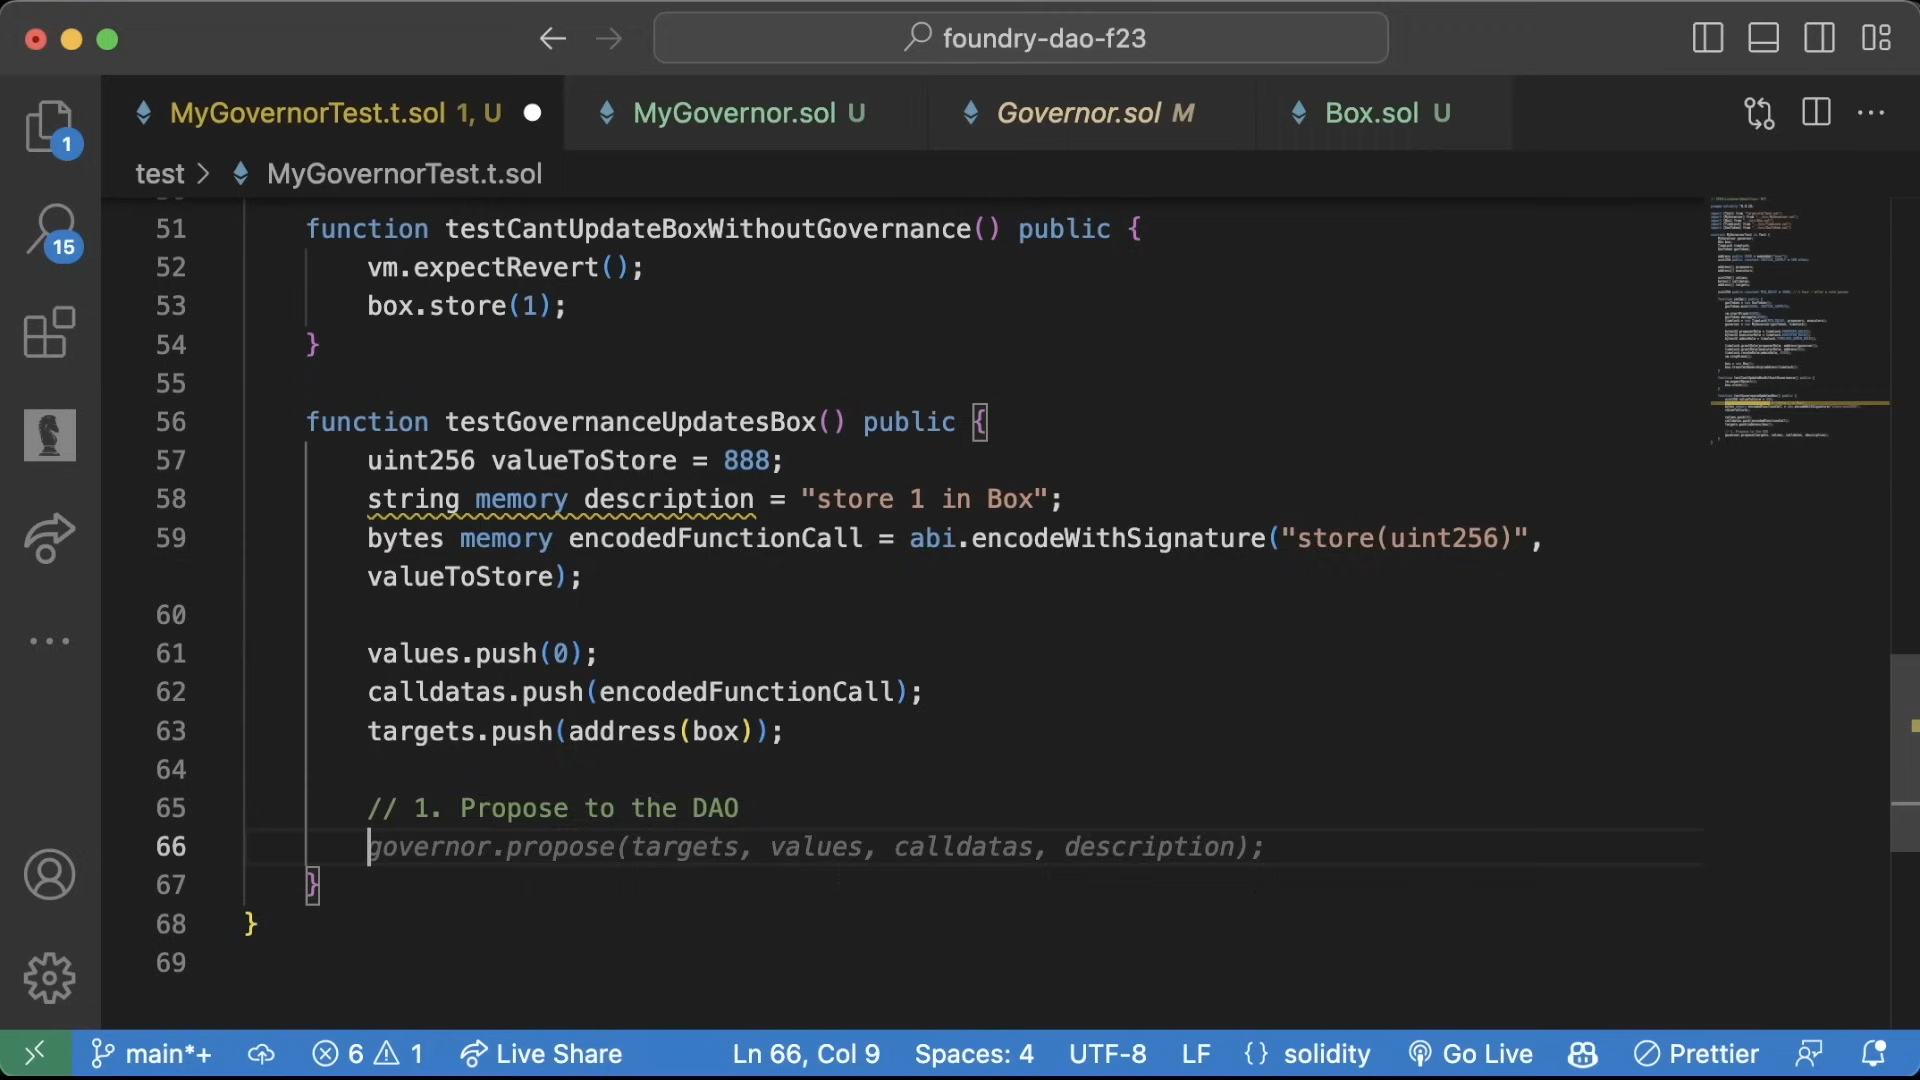 foundry-dao-f23
MyGovernorTest.t.sol 1, U
MyGovernor.sol U
Governor.sol M
Box.sol U
1
test > MyGovernorTest.t.sol
15
51 function testCantUpdateBoxWithoutGovernance() public {
52 vm.expectRevert();
53 box.store(1);
54 }
55
56 function testGovernanceUpdatesBox() public {
57 uint256 valueToStore = 888;
58 string memory description = "store 1 in Box";
59 bytes memory encodedFunctionCall = abi.encodeWithSignature("store(uint256)",
valueToStore);
60
61 values.push(0);
62 calldatas.push(encodedFunctionCall);
63 targets.push(address(box));
64
65 // 1. Propose to the DAO
66 governor.propose(targets, values, calldatas, description);
67 }
68 }
69
main*+ 6 1 Live Share Ln 66, Col 9 Spaces: 4 UTF-8 LF {} solidity Go Live Prettier